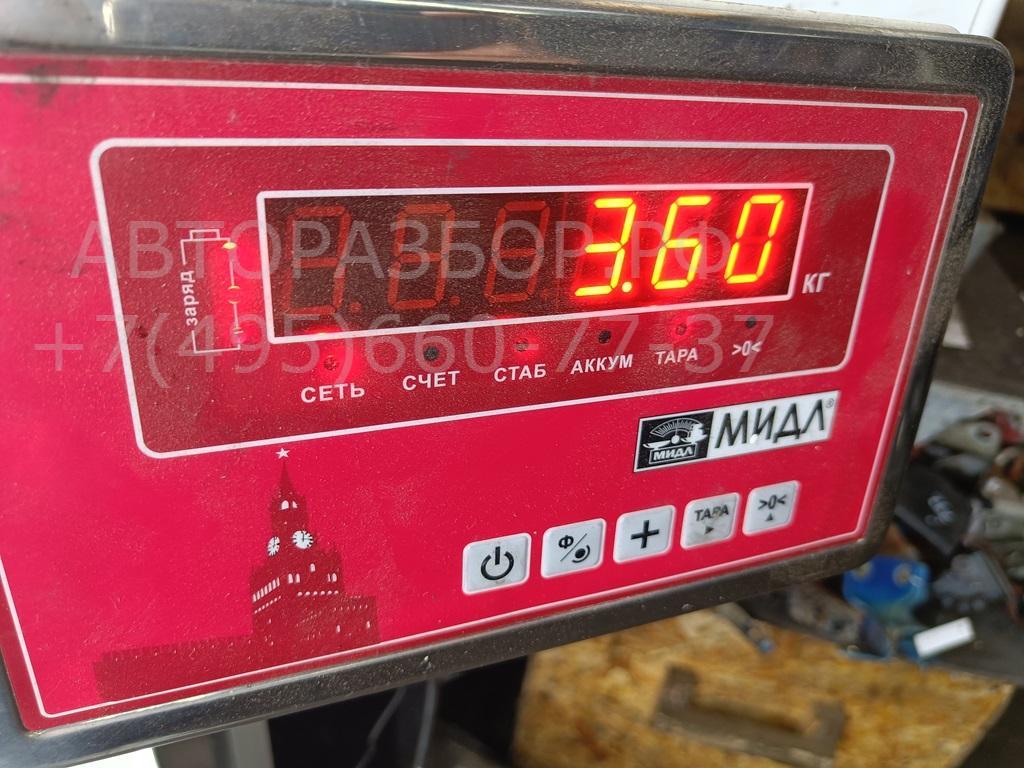 АВТОРАЗБОР.РФ
3.60
КГ
заряд
+7(495)660-77-37
СЕТЬ СЧЕТ СТАБ АККУМ ТАРА >0<
МИДЛ МИДЛ®
Ф ТАРА >0<